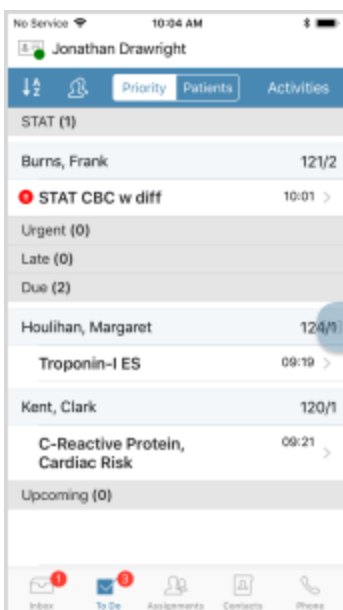 No Service 10:04 AM
Jonathan Drawright
Priority Patients Activities
STAT (1)
Burns, Frank 121/2
STAT CBC w diff 10:01
Urgent (0)
Late (0)
Due (2)
Houlihan, Margaret 124/1
Troponin-I ES 09:19
Kent, Clark 120/1
C-Reactive Protein, 09:21
Cardiac Risk
Upcoming (0)
1 3
Inbox To Do Assignments Contacts Phone